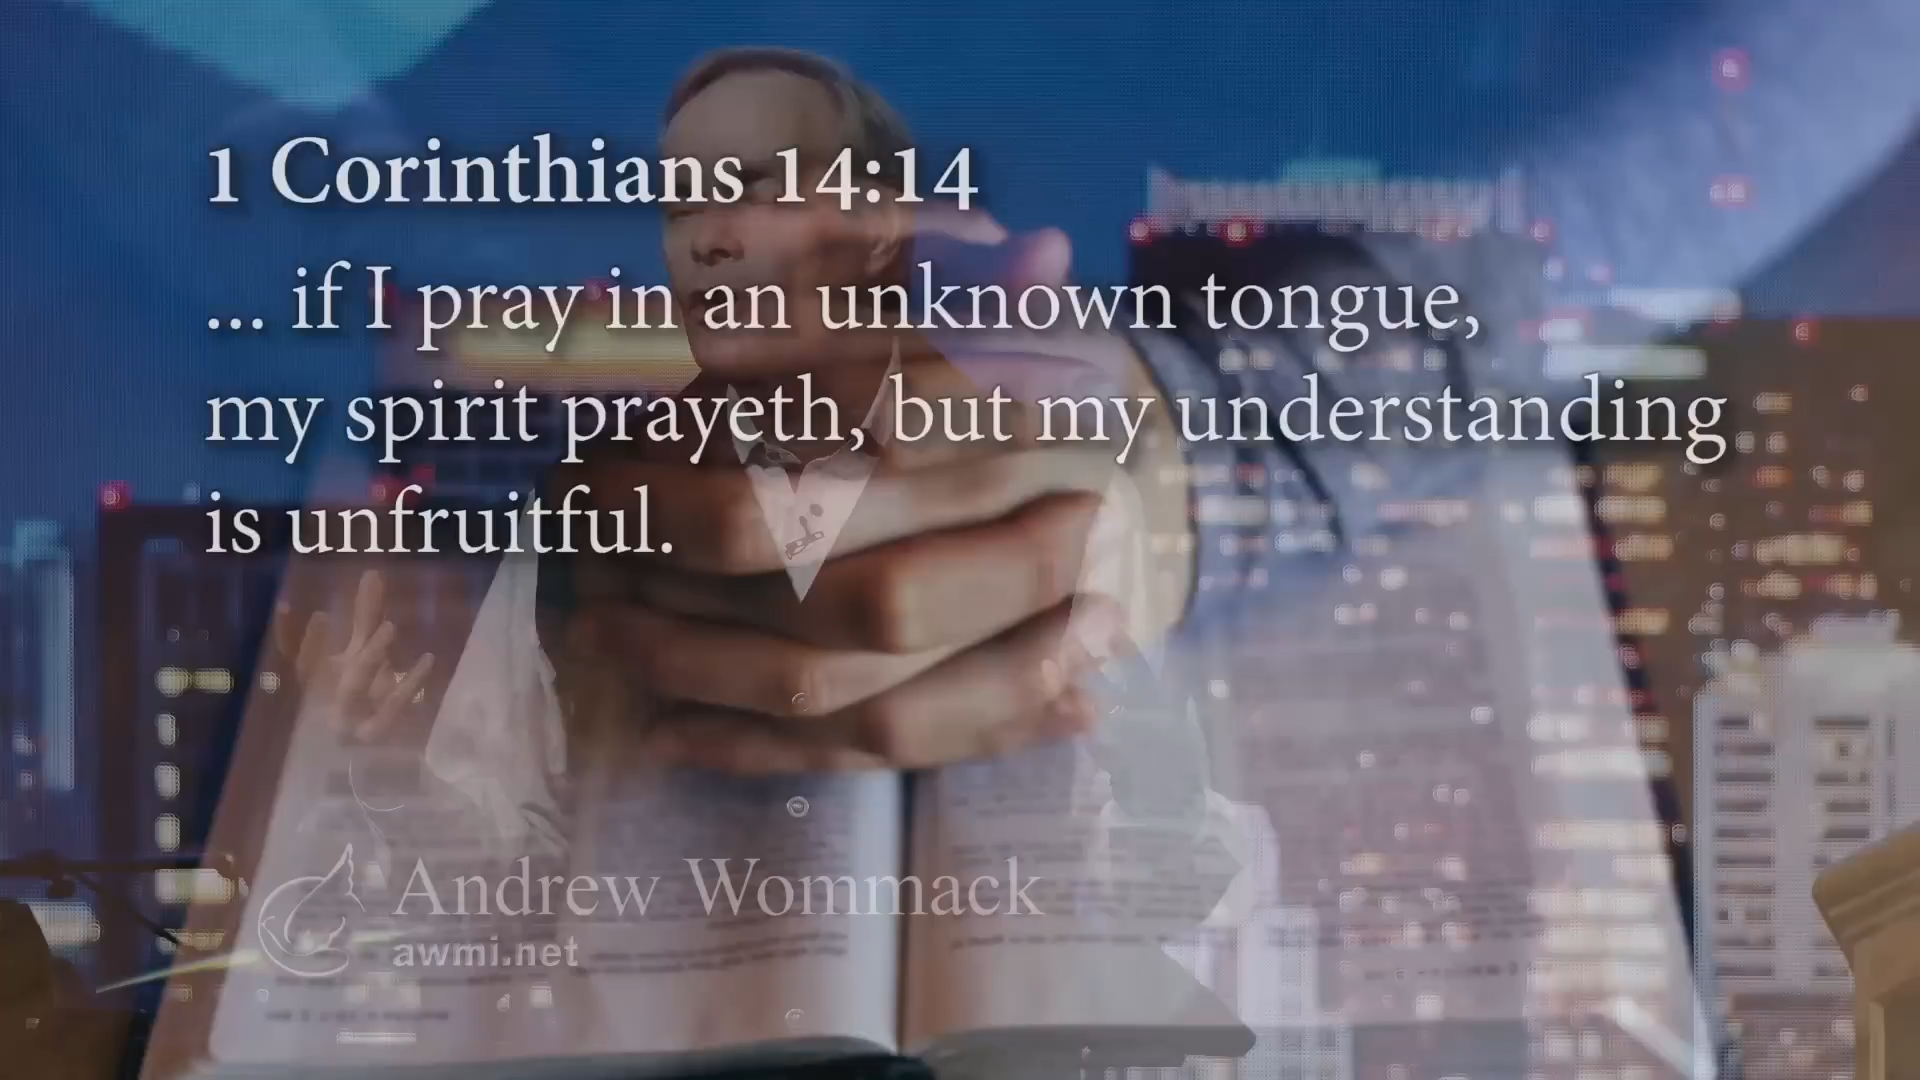 1 Corinthians 14:14
... if I pray in an unknown tongue,
my spirit prayeth, but my understanding
is unfruitful.
Andrew Wommack
awmi.net